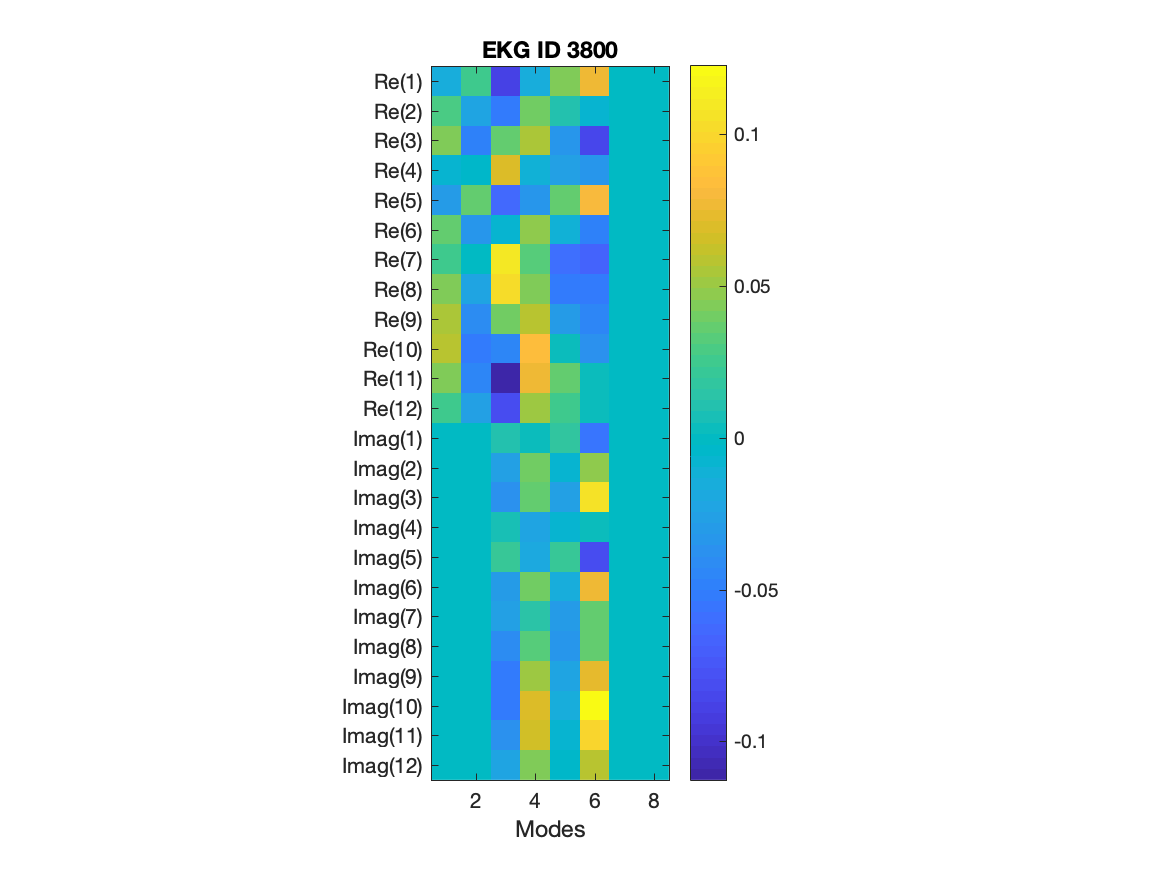 EKG ID 3800
Re(1)
Re(2)
Re(3)
Re(4)
Re(5)
Re(6)
Re(7)
Re(8)
Re(9)
Re(10)
Re(11)
Re(12)
Imag(1)
Imag(2)
Imag(3)
Imag(4)
Imag(5)
Imag(6)
Imag(7)
Imag(8)
Imag(9)
Imag(10)
Imag(11)
Imag(12)
2 4 6 8
Modes
0.1
0.05
0
-0.05
-0.1